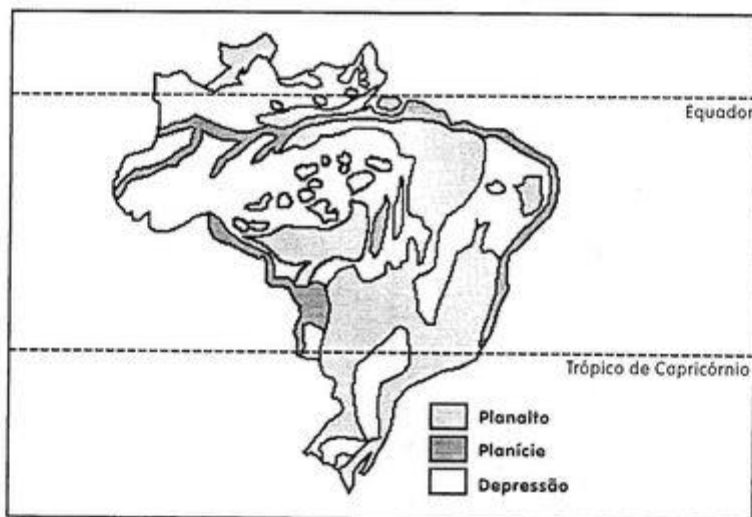 Equador
Trópico de Capricórnio
Planalto
Planície
Depressão